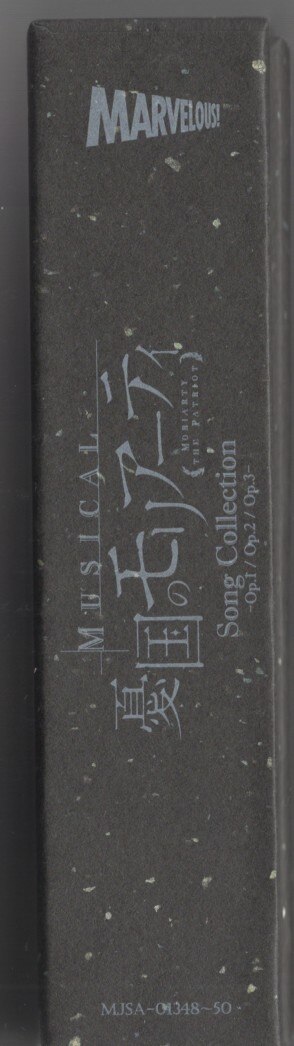 MARVELOUS!
MUSICAL
憂国のモリアーティ
MORIARTY
THE PATRIOT
Song Collection
-Op.1 / Op.2 / Op.3-
MJSA-01348~50